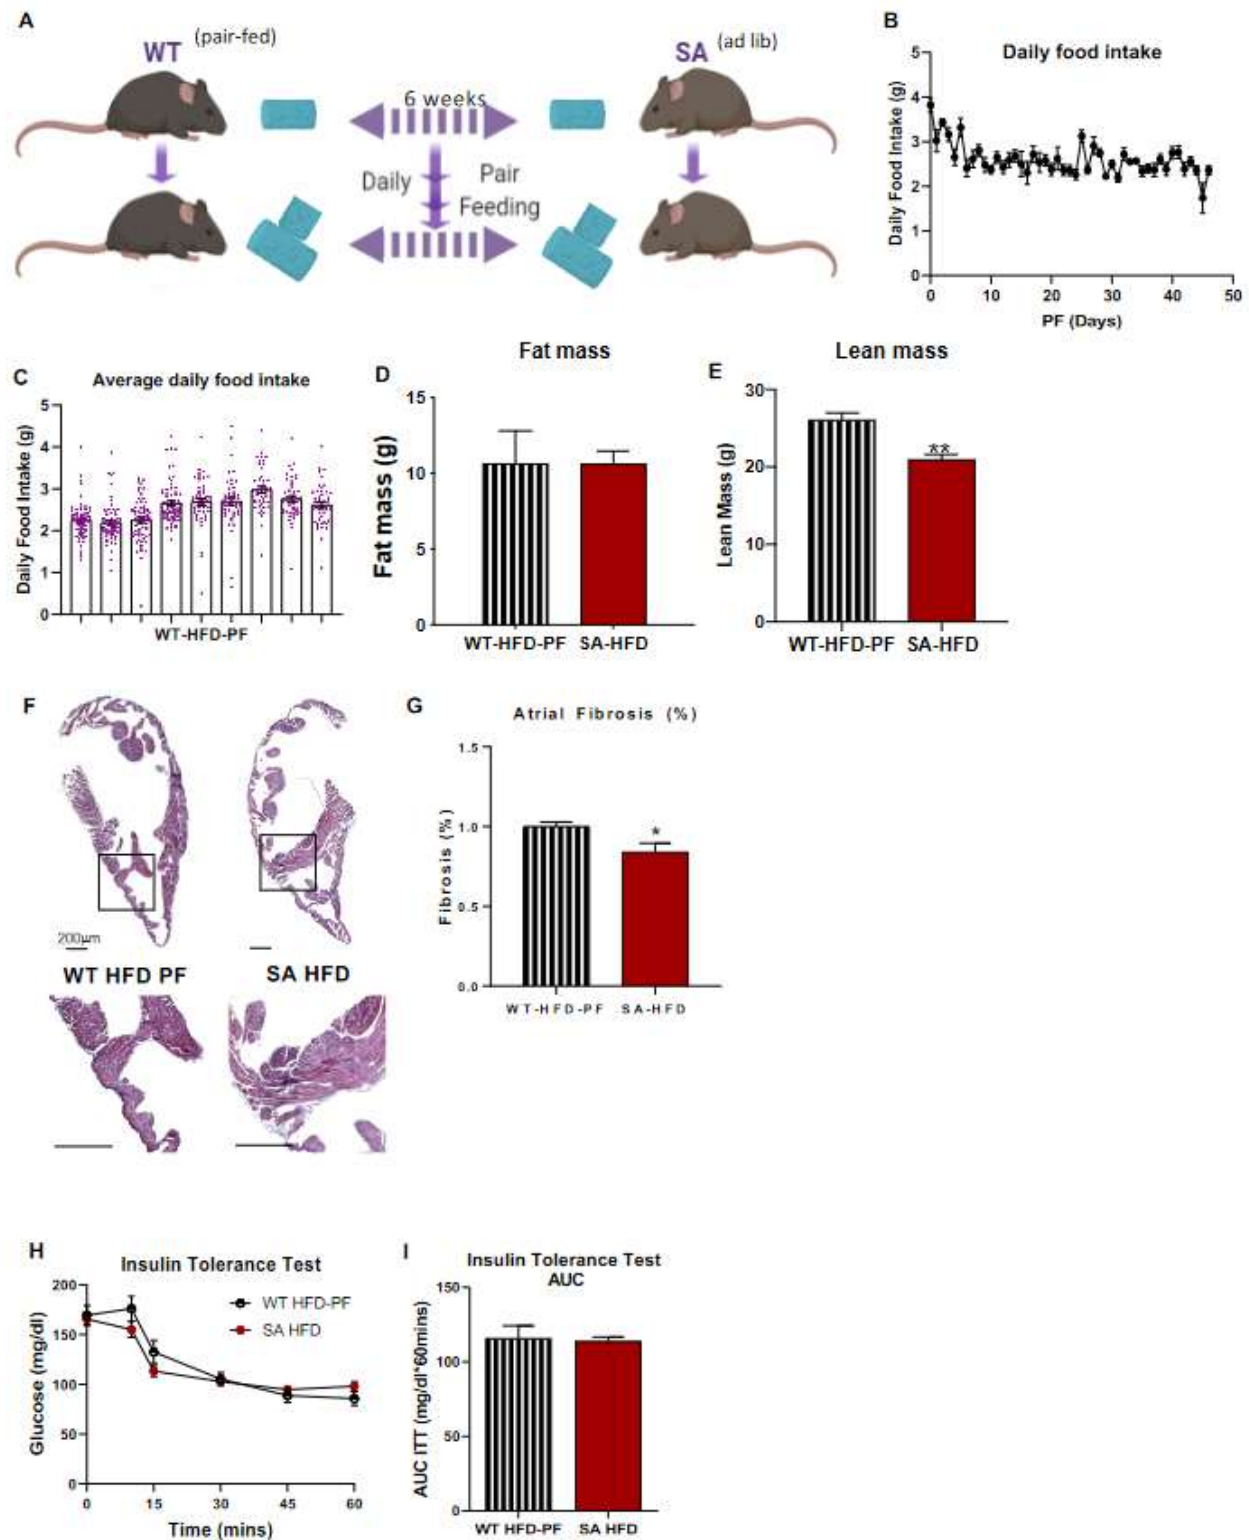 A
WT (pair-fed)
SA (ad lib)
6 weeks
Daily
Pair
Feeding
B
Daily food intake
Daily Food Intake (g)
5
4
3
2
1
0
0 10 20 30 40 50
PF (Days)
C
Average daily food intake
Daily Food Intake (g)
5
4
3
2
1
0
WT-HFD-PF
D
Fat mass
Fat mass (g)
15
10
5
0
WT-HFD-PF SA-HFD
E
Lean mass
Lean Mass (g)
30
20
10
0
**
WT-HFD-PF SA-HFD
F
200µm
WT HFD PF
SA HFD
G
Atrial Fibrosis (%)
Fibrosis (%)
1.5
1.0
0.5
0.0
*
WT-HFD-PF SA-HFD
H
Insulin Tolerance Test
Glucose (mg/dl)
200
150
100
50
0
WT HFD-PF
SA HFD
0 15 30 45 60
Time (mins)
I
Insulin Tolerance Test
AUC
AUC ITT (mg/dl*60mins)
150
100
50
0
WT HFD-PF SA HFD